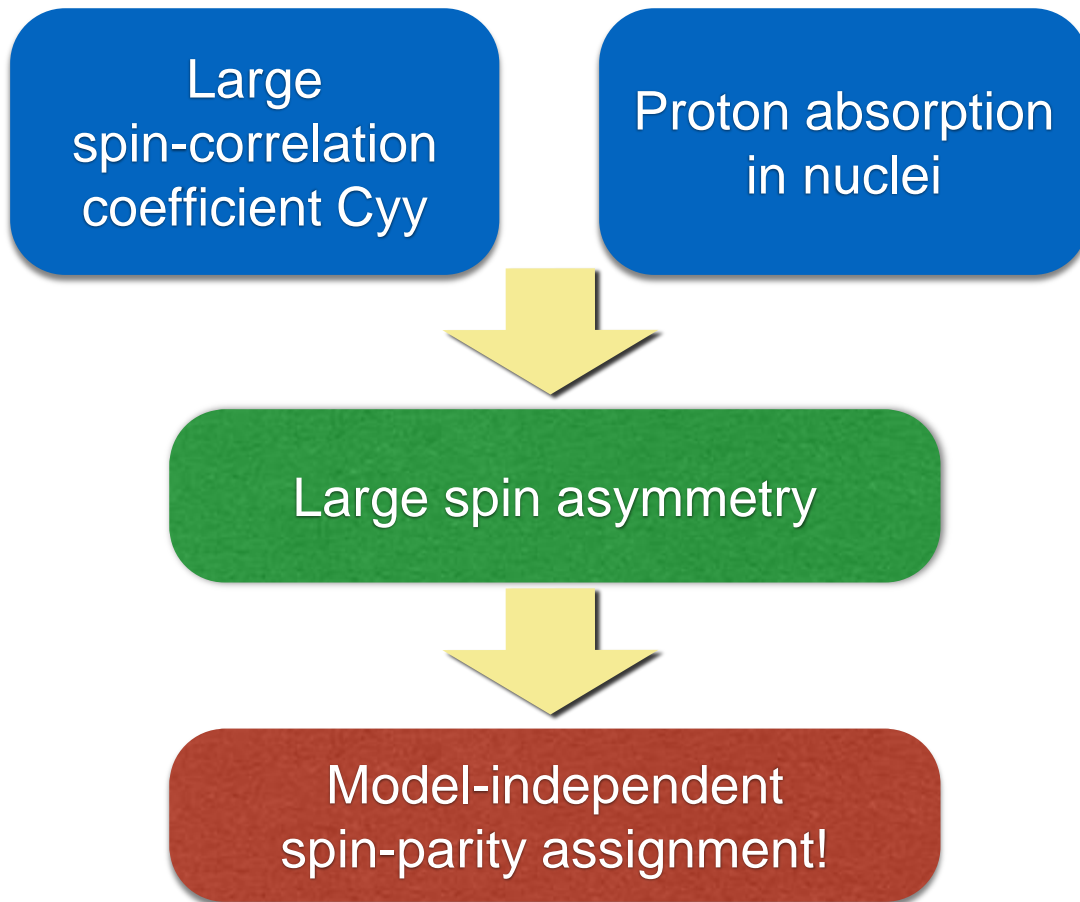 Large
spin-correlation
coefficient Cyy
Proton absorption
in nuclei
Large spin asymmetry
Model-independent
spin-parity assignment!